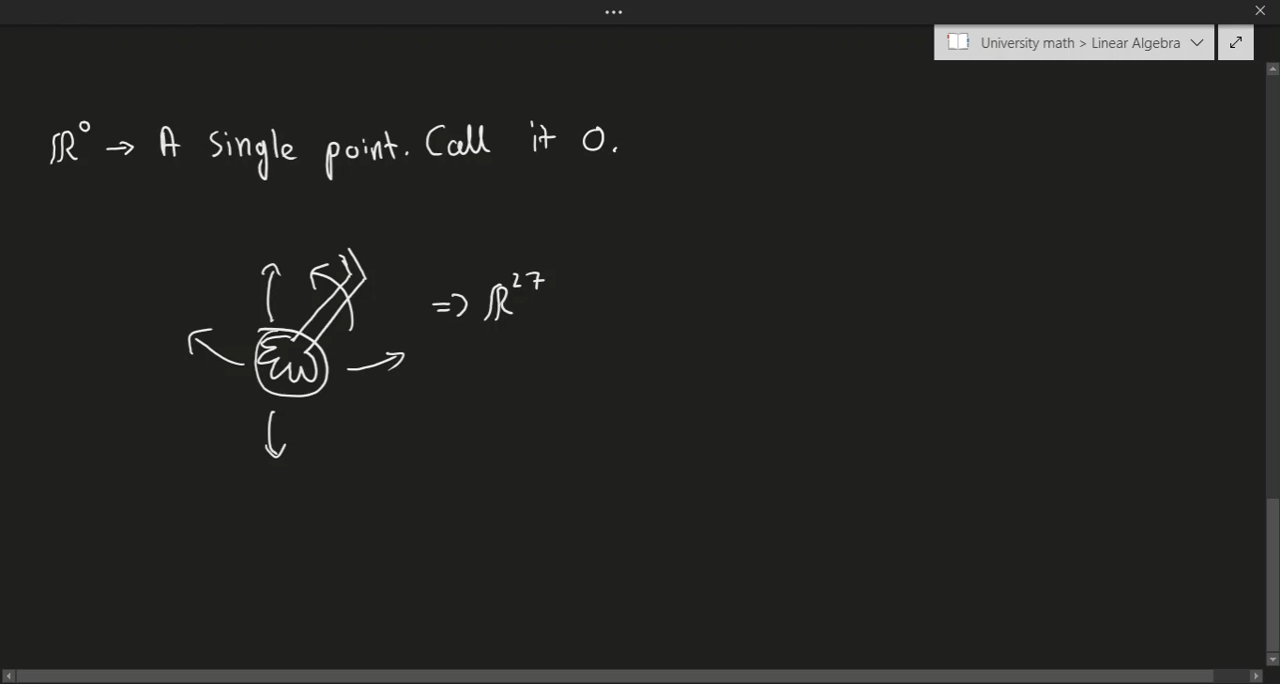 University math > Linear Algebra
ℝ⁰ → A single point. Call it 0.
⇒ ℝ²⁷